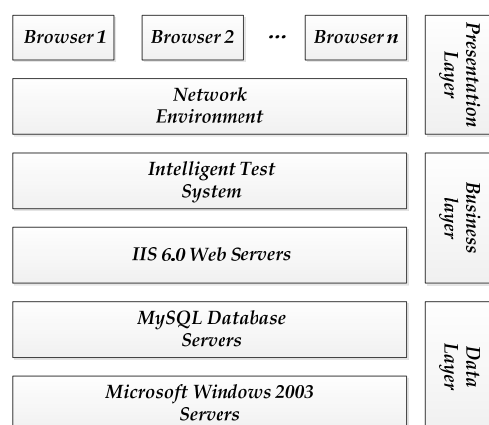 Browser 1 Browser 2 ... Browser n
Network
Environment
Presentation
Layer
Intelligent Test
System
IIS 6.0 Web Servers
Business
layer
MySQL Database
Servers
Microsoft Windows 2003
Servers
Data
Layer